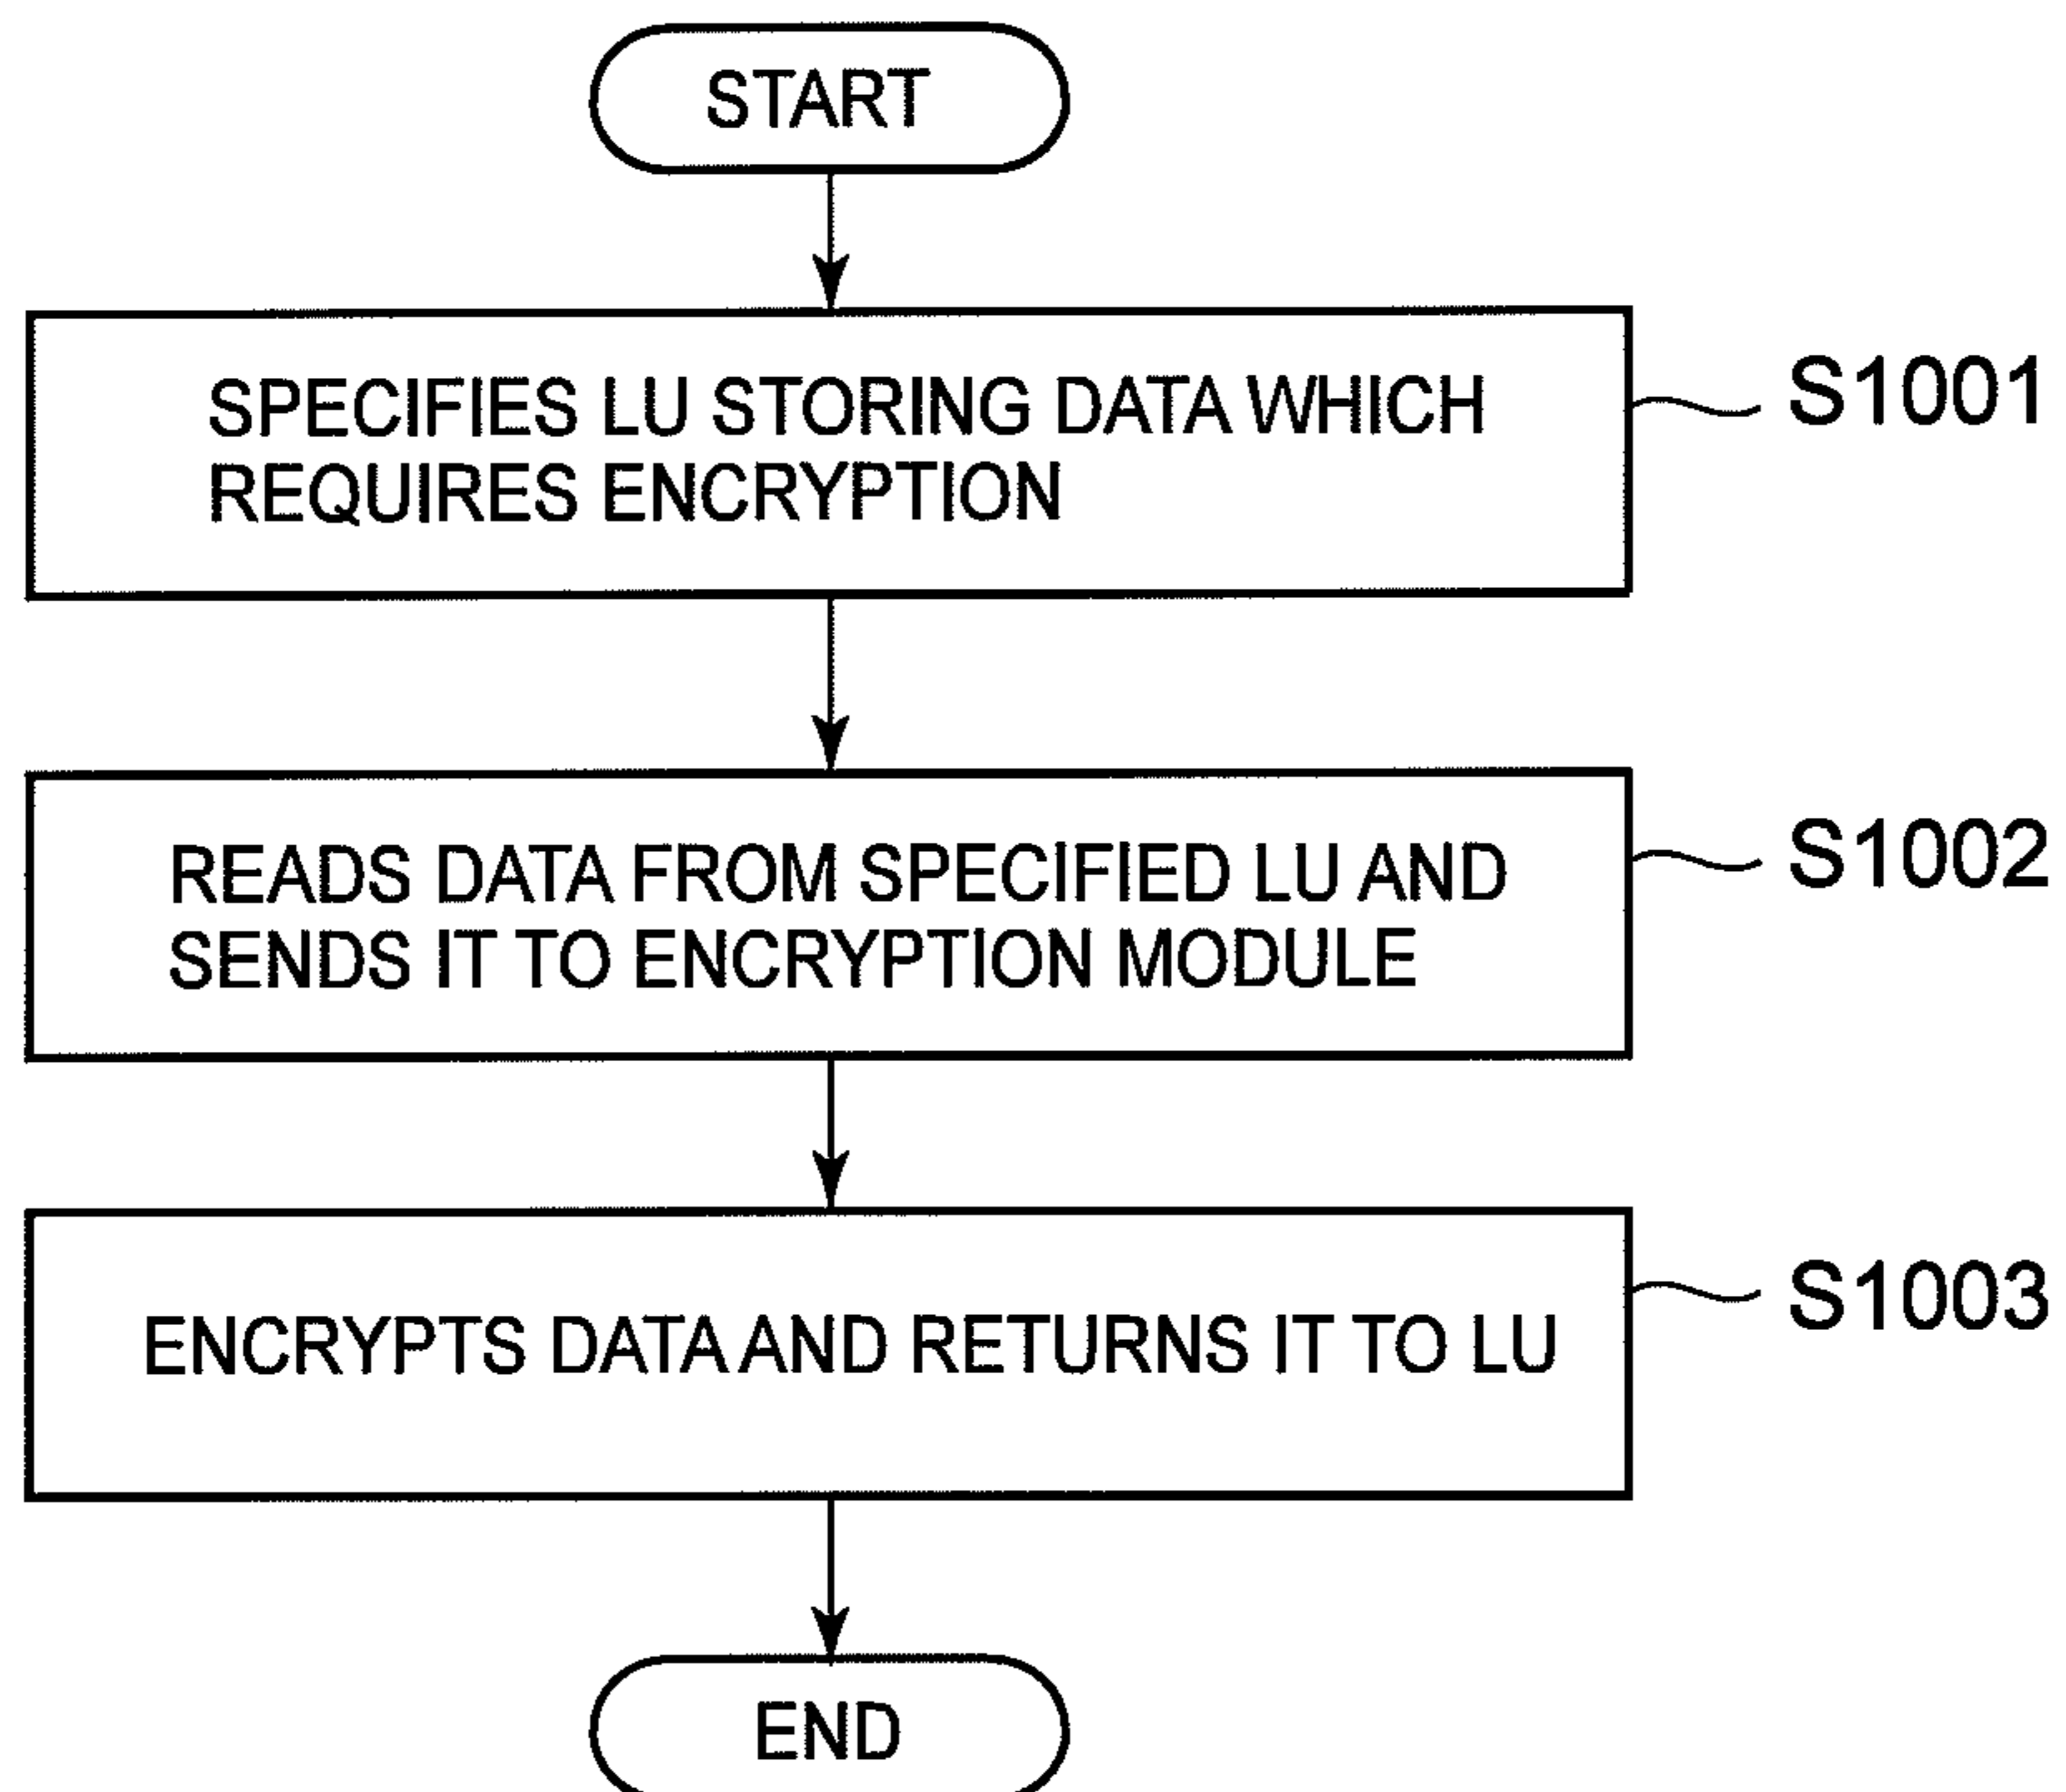 START
SPECIFIES LU STORING DATA WHICH
REQUIRES ENCRYPTION
S1001
READS DATA FROM SPECIFIED LU AND
SENDS IT TO ENCRYPTION MODULE
S1002
ENCRYPTS DATA AND RETURNS IT TO LU
S1003
END